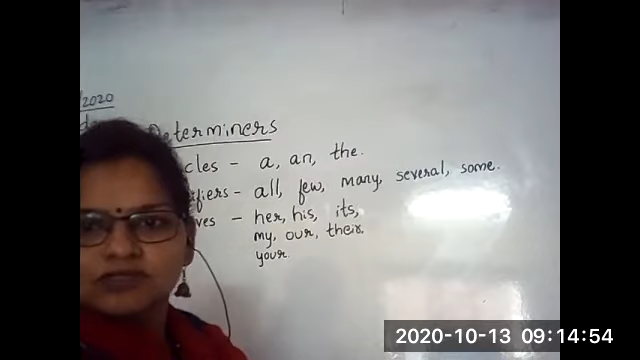 /2020
Determiners
cles - a, an, the.
ifiers - all, few, many, several, some.
ves - her, his, its,
my, our, their.
your.
2020-10-13 09:14:54